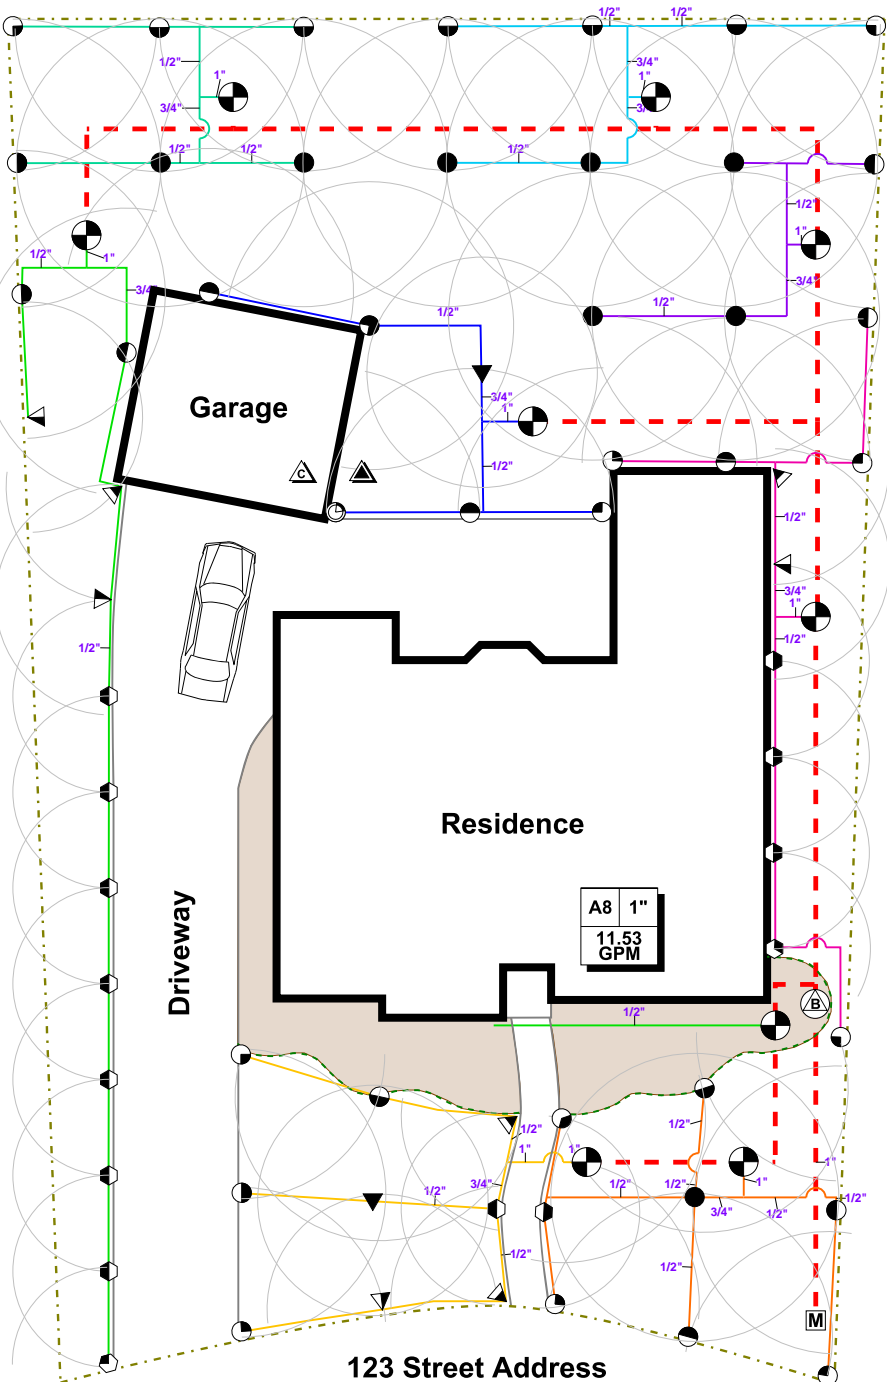 1/2" 1/2"
1/2" 1" 3/4" 1"
3/4" 3/
1/2" 1/2" 1/2"
1/2"
1/2" 1" 1"
3/4" 3/4"
1/2"
1/2"
3/4"
Garage 1"
1/2"
C
1/2"
3/4"
1"
1/2" 1/2"
Residence
A8 1"
11.53
GPM
Driveway
B
1/2"
1/2" 1/2"
1" 1" 1"
3/4" 1/2" 1/2" 1/2" 1" 1/2"
3/4" 1/2"
1/2" 1/2"
M
123 Street Address